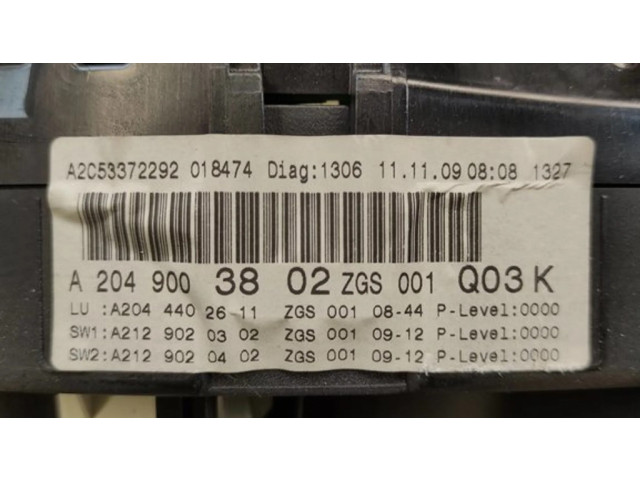 A2C53372292 018474 Diag:1306 11.11.09 08:08 1327
A 204 900 38 02 ZGS 001 Q03 K
LU :A204 440 26-11 ZGS 001 08-44 P-Level:0000
SW1:A212 902 03 02 ZGS 001 09-12 P-Level:0000
SW2:A212 902 04 02 ZGS 001 09-12 P-Level:0000